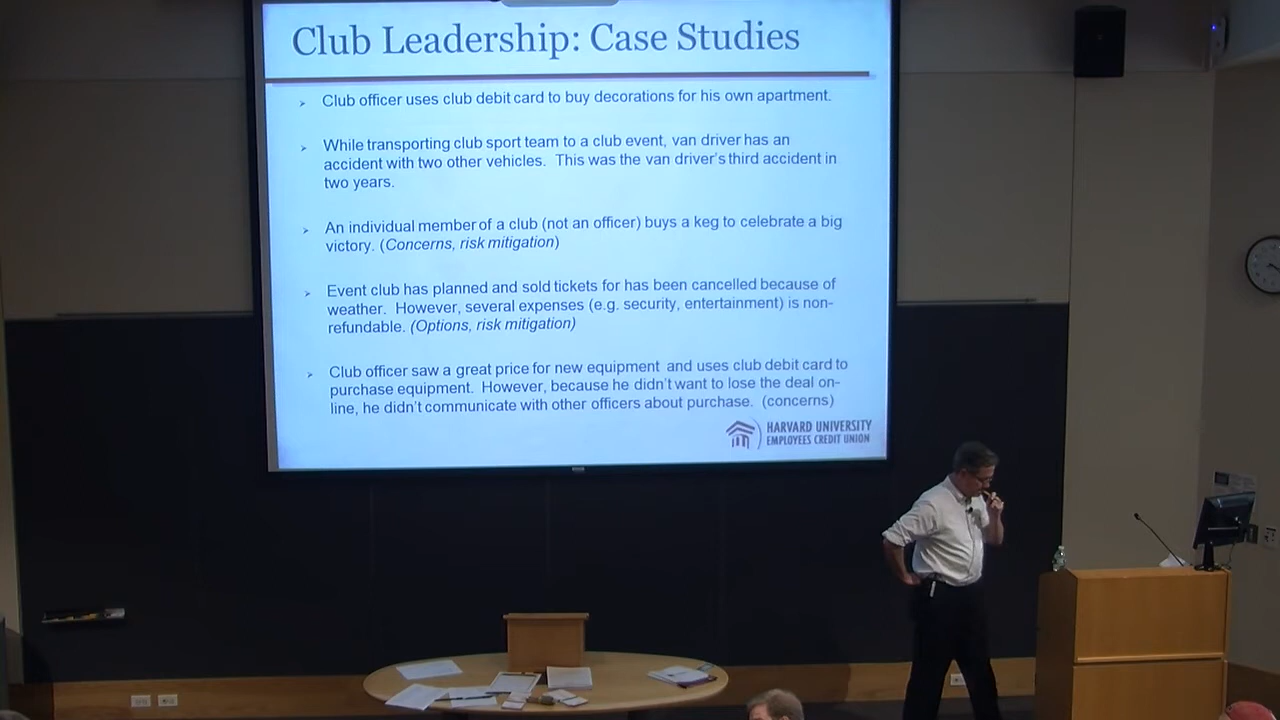 Club Leadership: Case Studies
Club officer uses club debit card to buy decorations for his own apartment.
While transporting club sport team to a club event, van driver has an
accident with two other vehicles. This was the van driver's third accident in
two years.
An individual member of a club (not an officer) buys a keg to celebrate a big
victory. (Concerns, risk mitigation)
Event club has planned and sold tickets for has been cancelled because of
weather. However, several expenses (e.g. security, entertainment) is non-
refundable. (Options, risk mitigation)
Club officer saw a great price for new equipment and uses club debit card to
purchase equipment. However, because he didn't want to lose the deal on-
line, he didn't communicate with other officers about purchase. (concerns)
HARVARD UNIVERSITY
EMPLOYEES CREDIT UNION